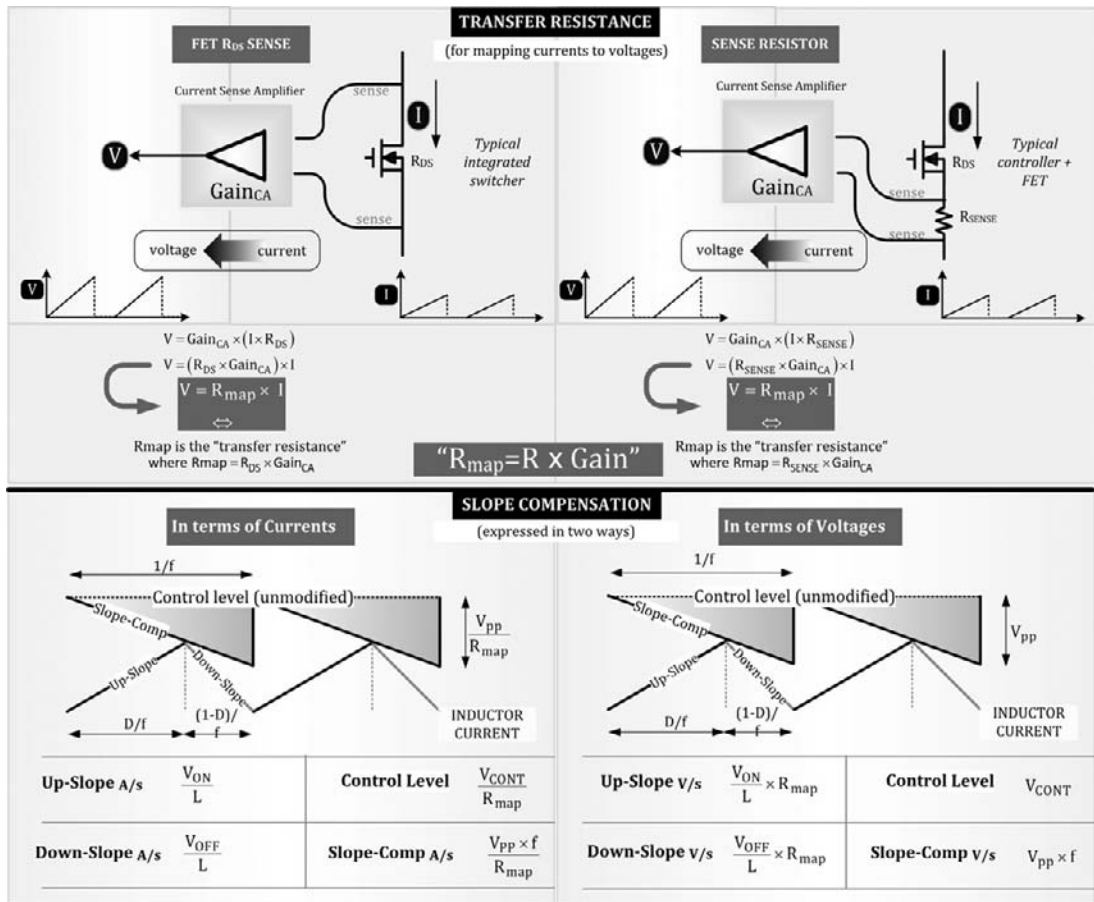 TRANSFER RESISTANCE
(for mapping currents to voltages)
FET RDS SENSE
Current Sense Amplifier
sense
I
V
GainCA
RDS
Typical
integrated
switcher
sense
voltage
current
V
I
V=GainCA×(I×RDS)
V=(RDS×GainCA)×I
V=Rmap× I
⇔
Rmap is the "transfer resistance"
where Rmap=RDS×GainCA
SENSE RESISTOR
Current Sense Amplifier
I
V
GainCA
RDS
Typical
controller +
FET
sense
RSENSE
sense
voltage
current
V
I
V=GainCA×(I×RSENSE)
V=(RSENSE×GainCA)×I
V=Rmap× I
⇔
Rmap is the "transfer resistance"
where Rmap=RSENSE×GainCA
“Rmap=R x Gain”
SLOPE COMPENSATION
(expressed in two ways)
In terms of Currents
1/f
Control level (unmodified)
Slope-Comp
Up-Slope
Down-Slope
Vpp
Rmap
D/f
(1-D)/
f
INDUCTOR
CURRENT
Up-Slope A/s
VON
L
Control Level
VCONT
Rmap
Down-Slope A/s
VOFF
L
Slope-Comp A/s
VPP × f
Rmap
In terms of Voltages
1/f
Control level (unmodified)
Slope-Comp
Up-Slope
Down-Slope
Vpp
D/f
(1-D)/
f
INDUCTOR
CURRENT
Up-Slope V/s
VON
L
× Rmap
Control Level
VCONT
Down-Slope V/s
VOFF
L
×Rmap
Slope-Comp V/s
Vpp × f